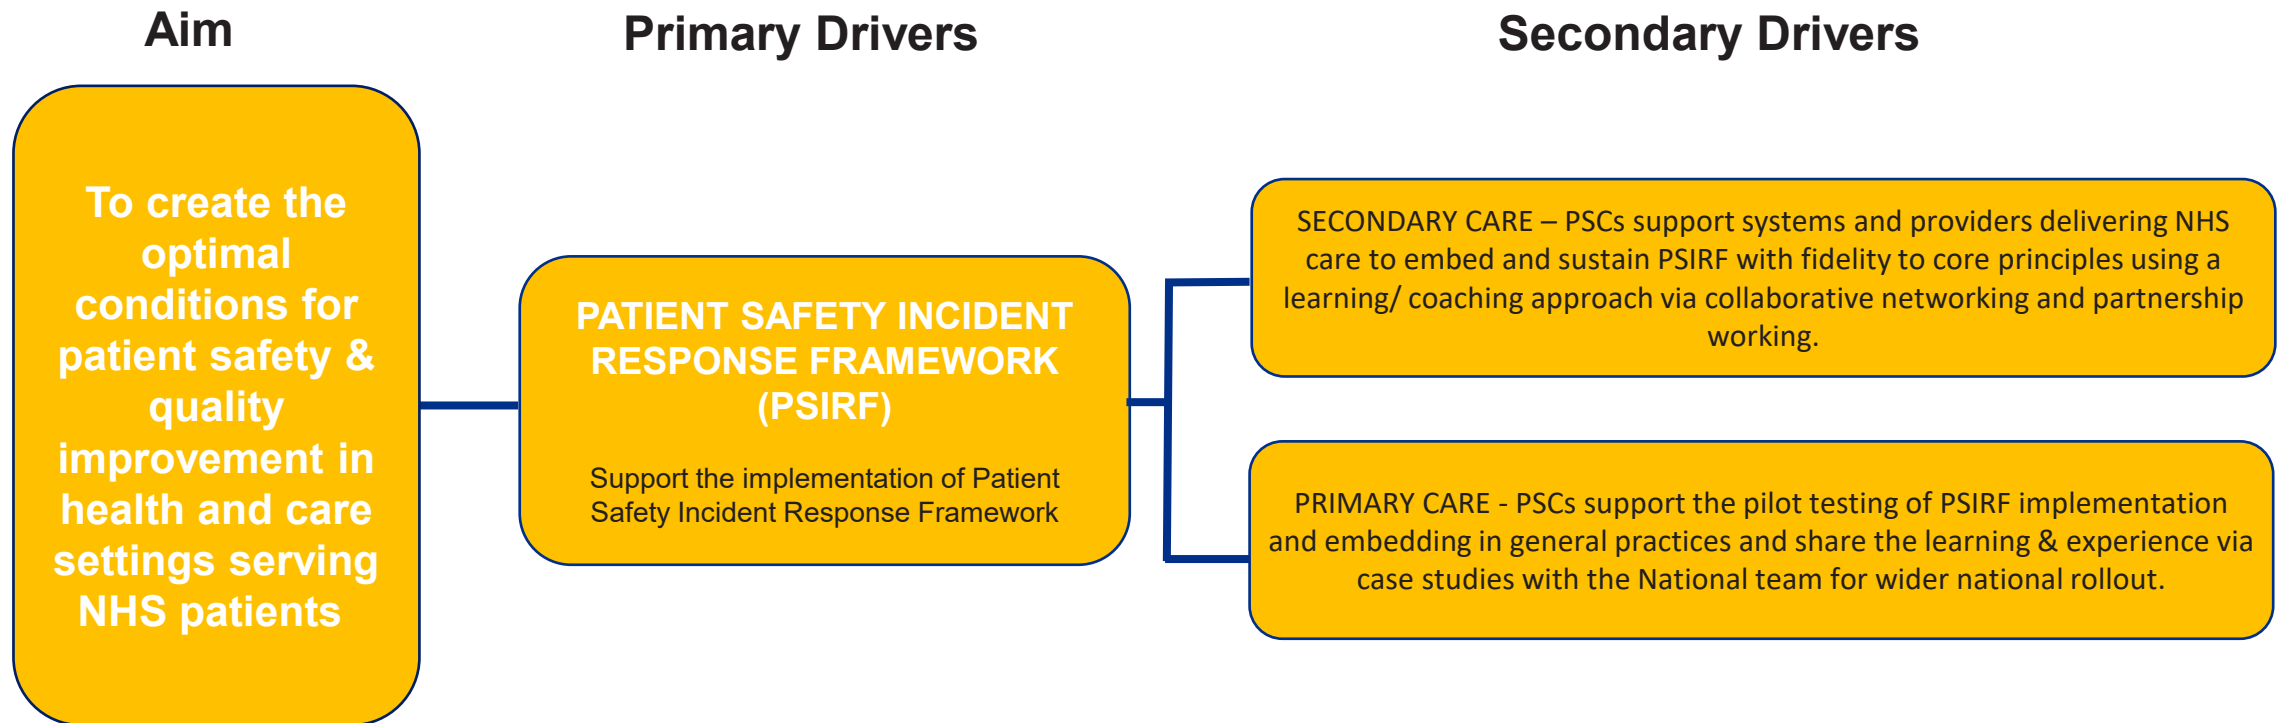 Aim
Primary Drivers
Secondary Drivers
To create the
optimal
conditions for
patient safety &
quality
improvement in
health and care
settings serving
NHS patients
PATIENT SAFETY INCIDENT
RESPONSE FRAMEWORK
(PSIRF)
Support the implementation of Patient
Safety Incident Response Framework
SECONDARY CARE – PSCs support systems and providers delivering NHS
care to embed and sustain PSIRF with fidelity to core principles using a
learning/ coaching approach via collaborative networking and partnership
working.
PRIMARY CARE - PSCs support the pilot testing of PSIRF implementation
and embedding in general practices and share the learning & experience via
case studies with the National team for wider national rollout.